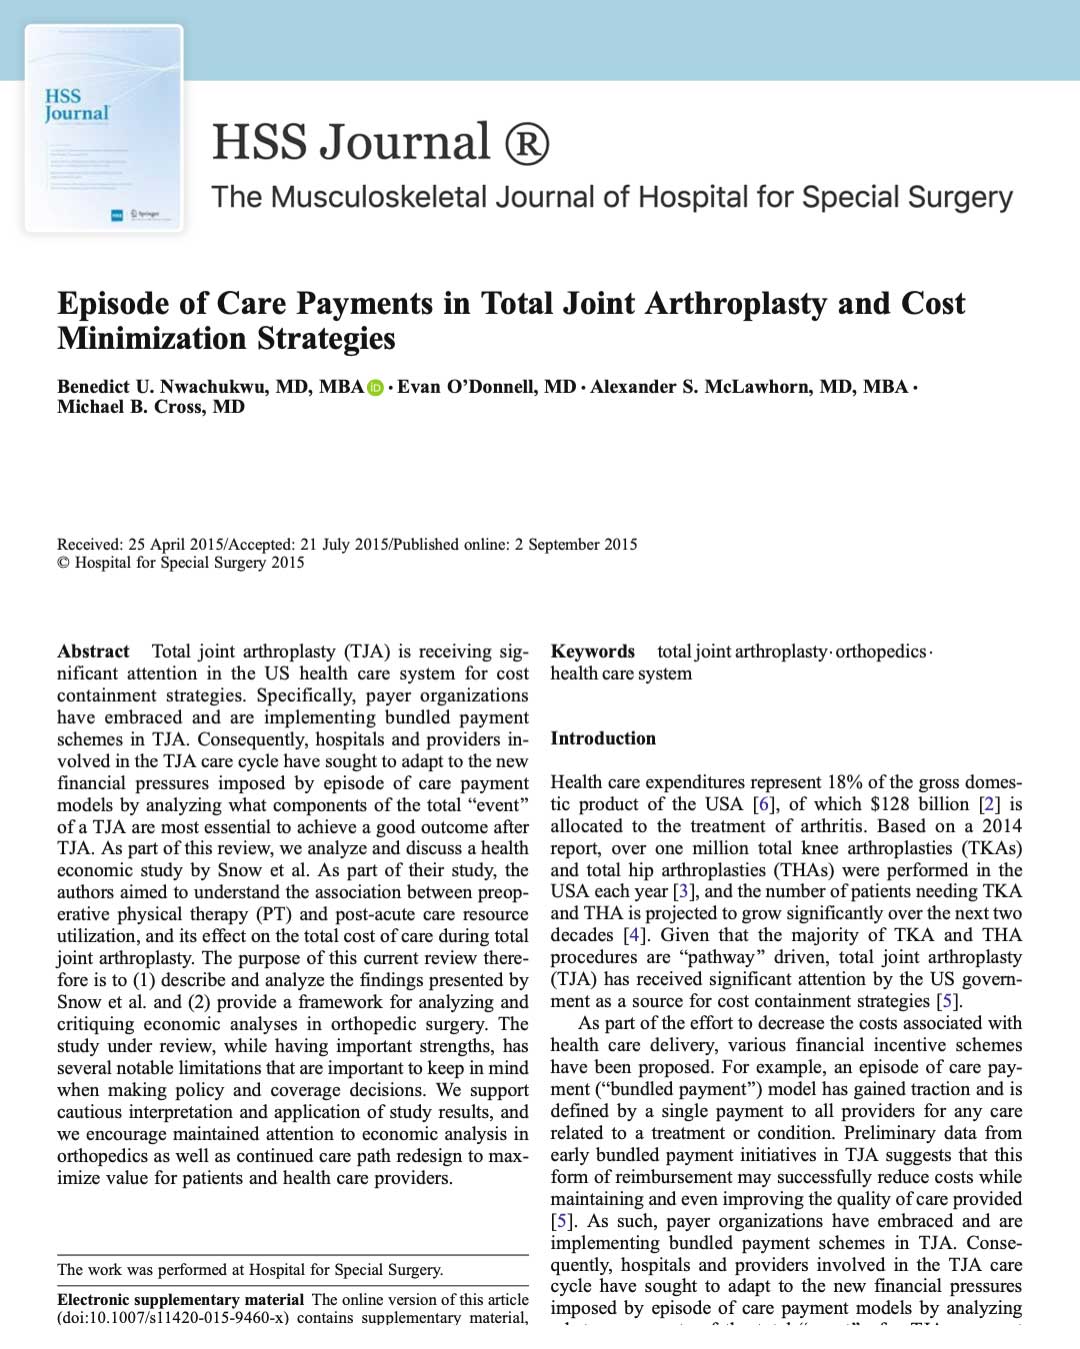 HSS
Journal
Springer
HSS Journal ®
The Musculoskeletal Journal of Hospital for Special Surgery
Episode of Care Payments in Total Joint Arthroplasty and Cost
Minimization Strategies
Benedict U. Nwachukwu, MD, MBA iD · Evan O’Donnell, MD · Alexander S. McLawhorn, MD, MBA ·
Michael B. Cross, MD
Received: 25 April 2015/Accepted: 21 July 2015/Published online: 2 September 2015
© Hospital for Special Surgery 2015
Abstract Total joint arthroplasty (TJA) is receiving sig-
nificant attention in the US health care system for cost
containment strategies. Specifically, payer organizations
have embraced and are implementing bundled payment
schemes in TJA. Consequently, hospitals and providers in-
volved in the TJA care cycle have sought to adapt to the new
financial pressures imposed by episode of care payment
models by analyzing what components of the total “event”
of a TJA are most essential to achieve a good outcome after
TJA. As part of this review, we analyze and discuss a health
economic study by Snow et al. As part of their study, the
authors aimed to understand the association between preop-
erative physical therapy (PT) and post-acute care resource
utilization, and its effect on the total cost of care during total
joint arthroplasty. The purpose of this current review there-
fore is to (1) describe and analyze the findings presented by
Snow et al. and (2) provide a framework for analyzing and
critiquing economic analyses in orthopedic surgery. The
study under review, while having important strengths, has
several notable limitations that are important to keep in mind
when making policy and coverage decisions. We support
cautious interpretation and application of study results, and
we encourage maintained attention to economic analysis in
orthopedics as well as continued care path redesign to max-
imize value for patients and health care providers.
The work was performed at Hospital for Special Surgery.
Electronic supplementary material The online version of this article
(doi:10.1007/s11420-015-9460-x) contains supplementary material,
Keywords total joint arthroplasty · orthopedics ·
health care system
Introduction
Health care expenditures represent 18% of the gross domes-
tic product of the USA [6], of which $128 billion [2] is
allocated to the treatment of arthritis. Based on a 2014
report, over one million total knee arthroplasties (TKAs)
and total hip arthroplasties (THAs) were performed in the
USA each year [3], and the number of patients needing TKA
and THA is projected to grow significantly over the next two
decades [4]. Given that the majority of TKA and THA
procedures are “pathway” driven, total joint arthroplasty
(TJA) has received significant attention by the US govern-
ment as a source for cost containment strategies [5].
As part of the effort to decrease the costs associated with
health care delivery, various financial incentive schemes
have been proposed. For example, an episode of care pay-
ment (“bundled payment”) model has gained traction and is
defined by a single payment to all providers for any care
related to a treatment or condition. Preliminary data from
early bundled payment initiatives in TJA suggests that this
form of reimbursement may successfully reduce costs while
maintaining and even improving the quality of care provided
[5]. As such, payer organizations have embraced and are
implementing bundled payment schemes in TJA. Conse-
quently, hospitals and providers involved in the TJA care
cycle have sought to adapt to the new financial pressures
imposed by episode of care payment models by analyzing